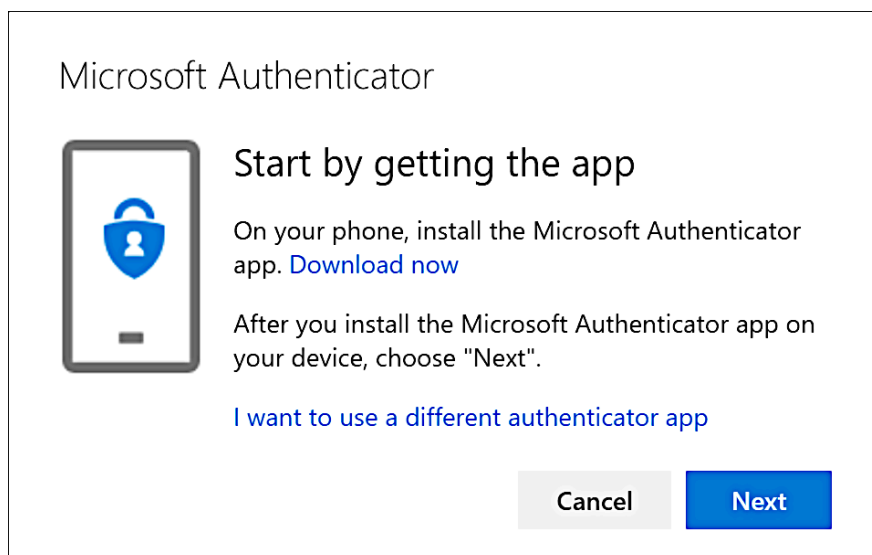 Microsoft Authenticator
Start by getting the app
On your phone, install the Microsoft Authenticator
app. Download now
After you install the Microsoft Authenticator app on
your device, choose "Next".
I want to use a different authenticator app
Cancel
Next